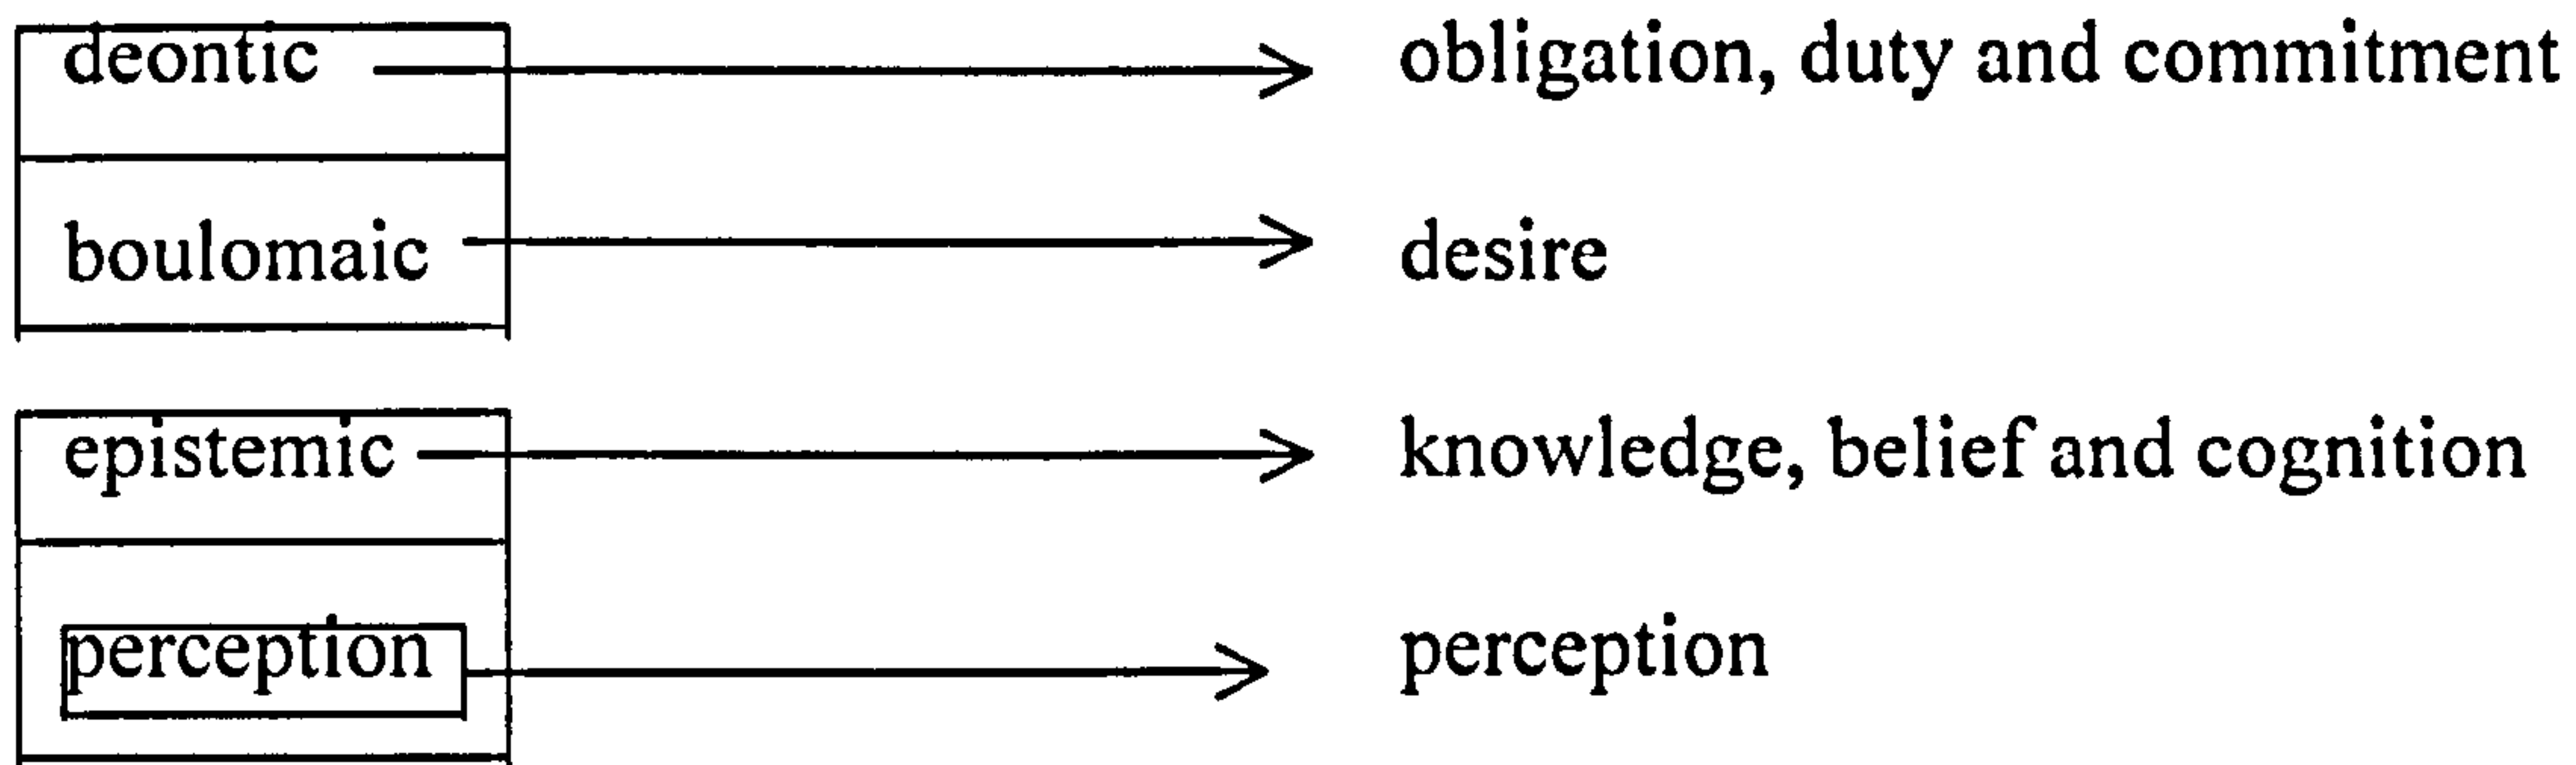 deontic obligation, duty and commitment
boulomaic desire
epistemic knowledge, belief and cognition
perception perception